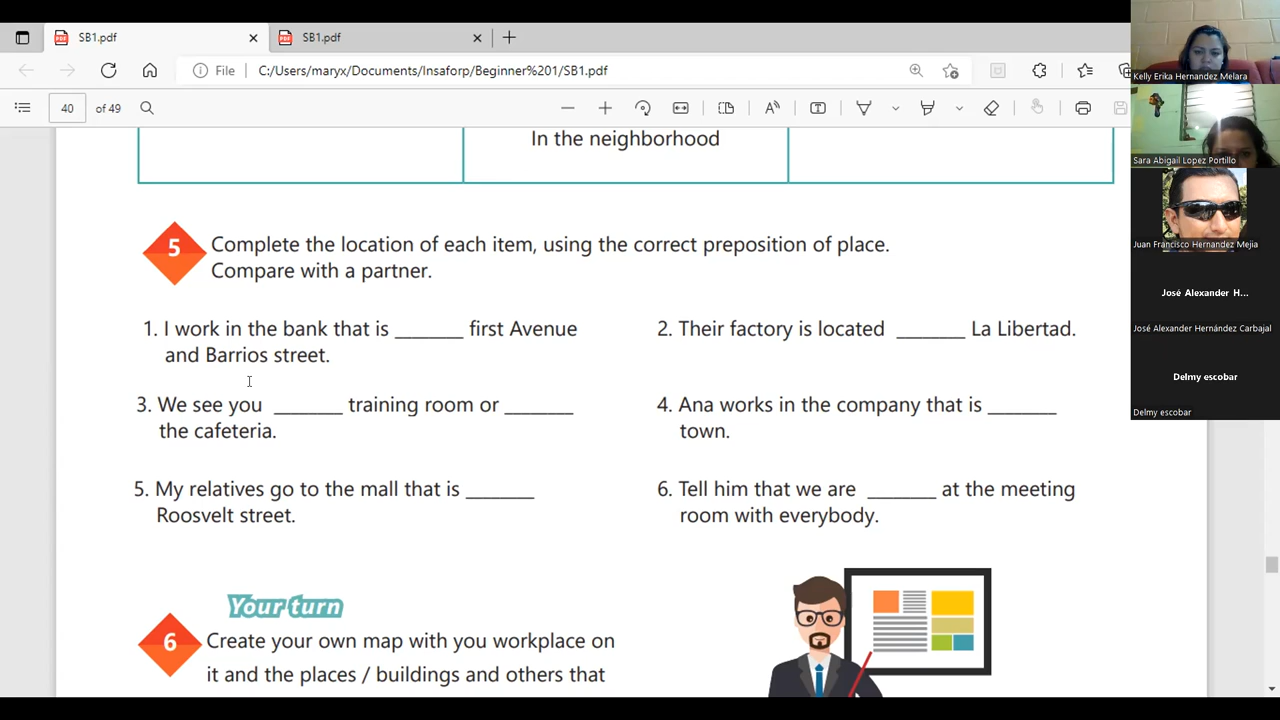 SB1.pdf
SB1.pdf
File
C:/Users/maryx/Documents/Insaforp/Beginner%201/SB1.pdf
40 of 49
In the neighborhood
5
Complete the location of each item, using the correct preposition of place.
Compare with a partner.
1. I work in the bank that is _______ first Avenue
and Barrios street.
2. Their factory is located _______ La Libertad.
3. We see you _______ training room or _______
the cafeteria.
4. Ana works in the company that is _______
town.
5. My relatives go to the mall that is _______
Roosvelt street.
6. Tell him that we are _______ at the meeting
room with everybody.
Your turn
6
Create your own map with you workplace on
it and the places / buildings and others that
Kelly Erika Hernandez Melara
Sara Abigail Lopez Portillo
Juan Francisco Hernandez Mejia
José Alexander H...
José Alexander Hernández Carbajal
Delmy escobar
Delmy escobar